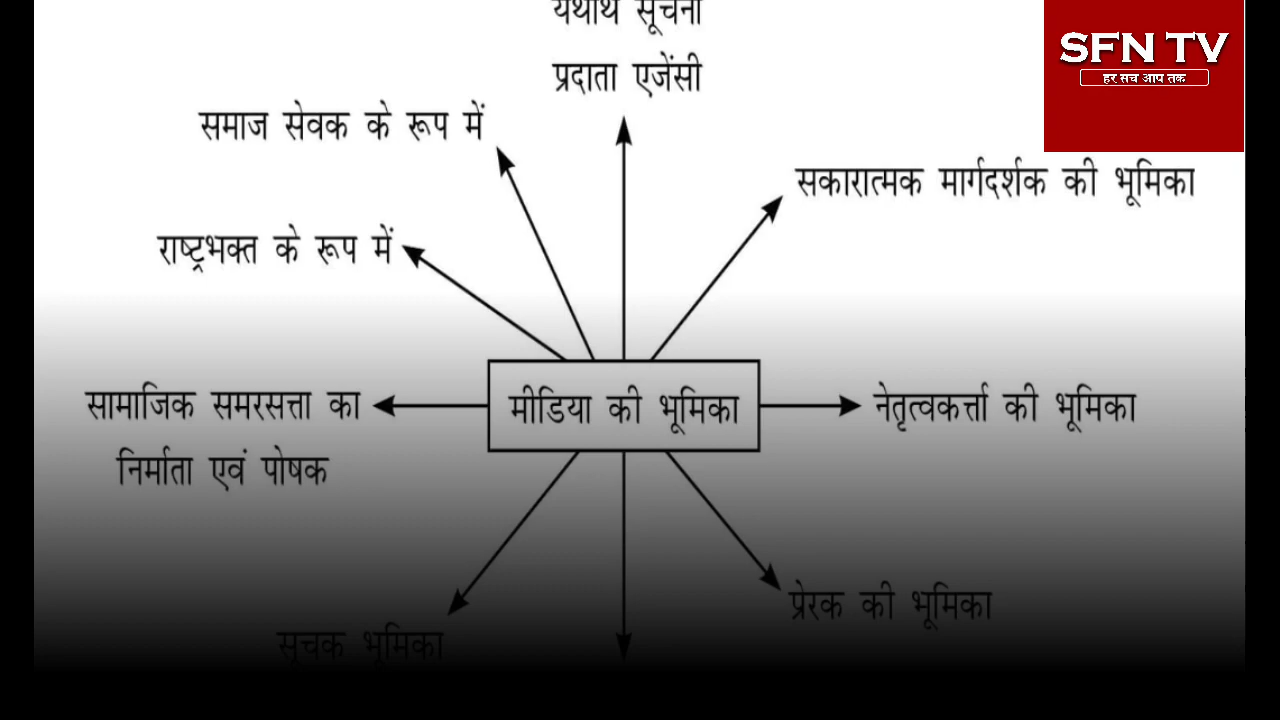 यथार्थ सूचना
प्रदाता एजेंसी
SFN TV
हर सच आप तक
समाज सेवक के रूप में
सकारात्मक मार्गदर्शक की भूमिका
राष्ट्रभक्त के रूप में
सामाजिक समरसत्ता का
निर्माता एवं पोषक
मीडिया की भूमिका
नेतृत्वकर्त्ता की भूमिका
प्रेरक की भूमिका
सूचक भूमिका